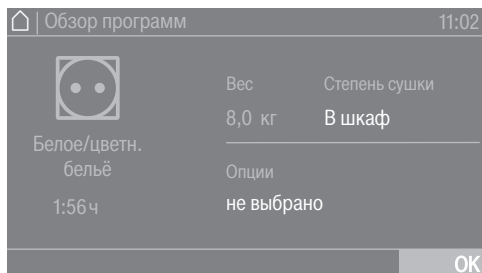 Обзор программ 11:02
Вес Степень сушки
8,0 кг В шкаф
Белое/цветн.
бельё
1:56 ч
Опции
не выбрано
OK